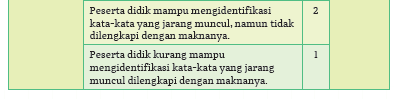 Peserta didik mampu mengidentifikasi 2
kata-kata yang jarang muncul, namun tidak
dilengkapi dengan maknanya.
Peserta didik kurang mampu 1
mengidentifikasi kata-kata yang jarang
muncul dilengkapi dengan maknanya.